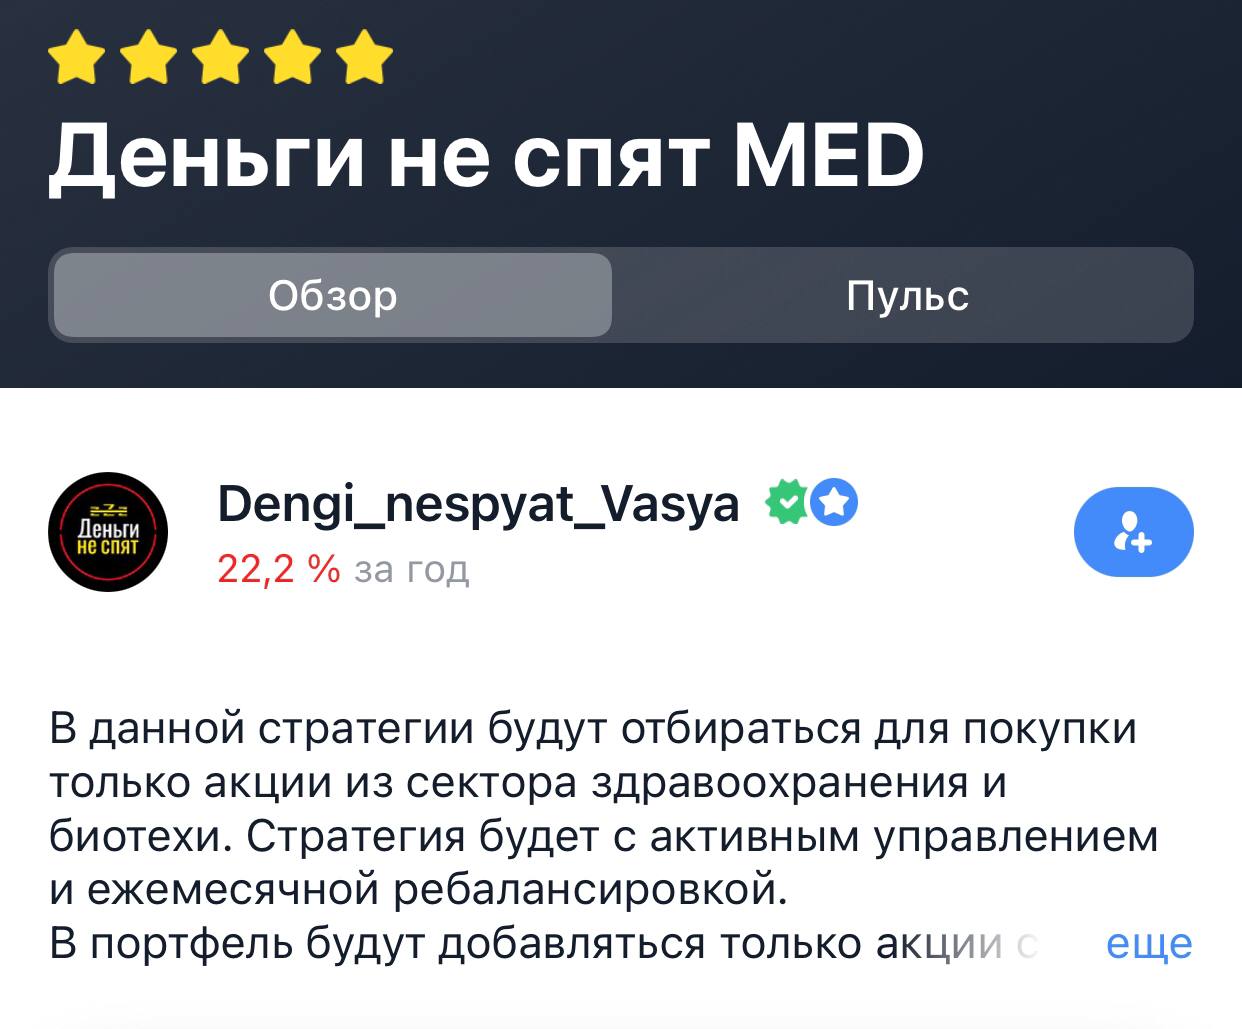 Деньги не спят MED
Обзор
Пульс
Деньги
не спят
Dengi_nespyat_Vasya
22,2 % за год
В данной стратегии будут отбираться для покупки
только акции из сектора здравоохранения и
биотехи. Стратегия будет с активным управлением
и ежемесячной ребалансировкой.
В портфель будут добавляться только акции с еще